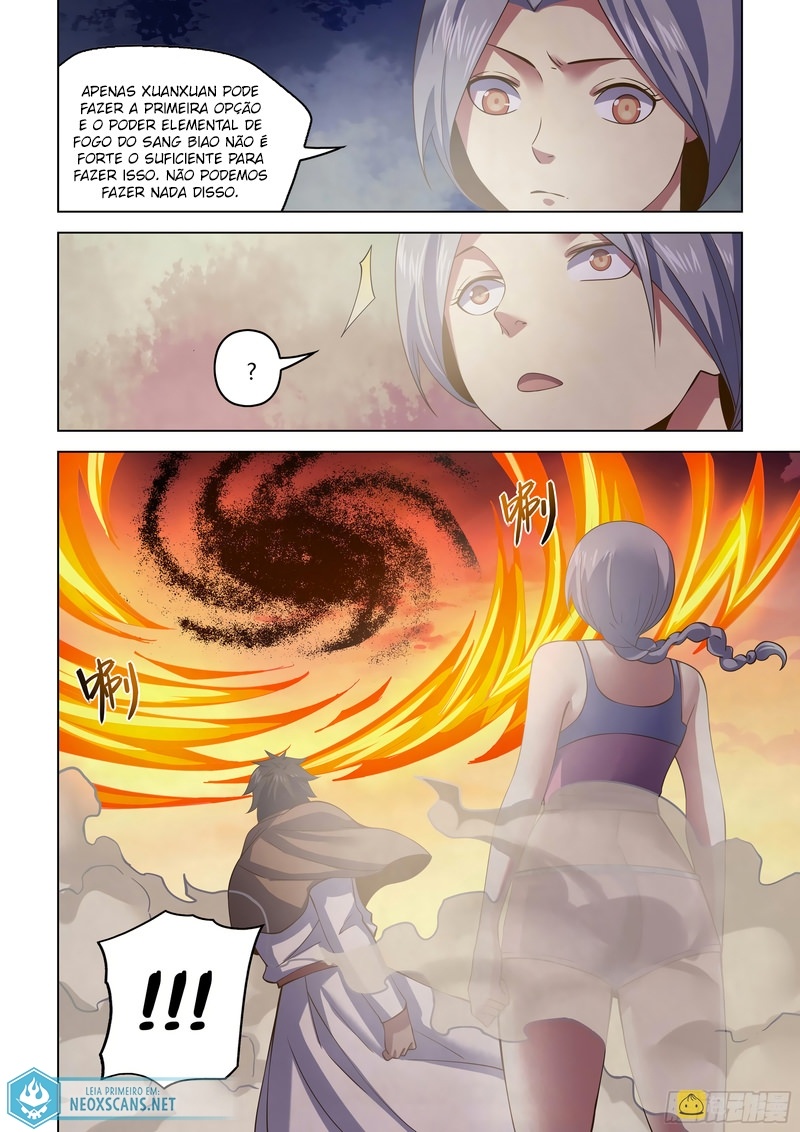 APENAS XUANXUAN PODE
FAZER A PRIMEIRA OPÇÃO
E O PODER ELEMENTAL DE
FOGO DO SANG BIAO NÃO É
FORTE O SUFICIENTE PARA
FAZER ISSO. NÃO PODEMOS
FAZER NADA DISSO.
?
唰
唰
!!!
LEIA PRIMEIRO EM:
NEOXSCANS.NET